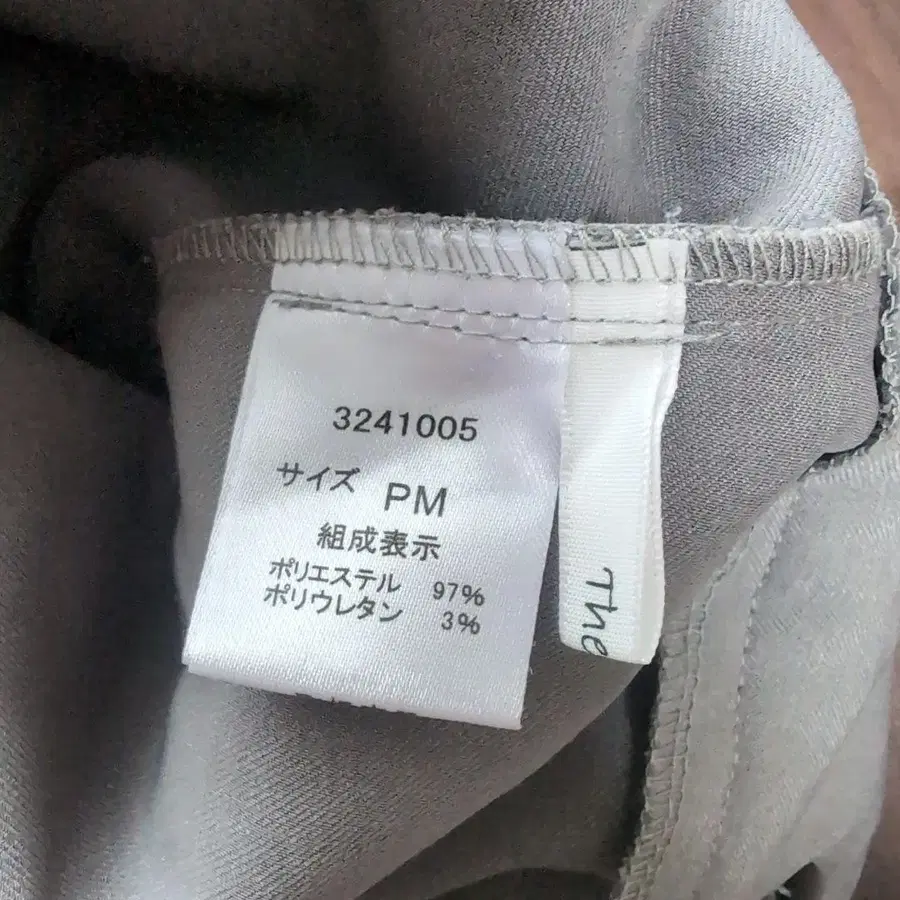 3241005
サイズ PM
組成表示
ポリエステル 97%
ポリウレタン 3%
The